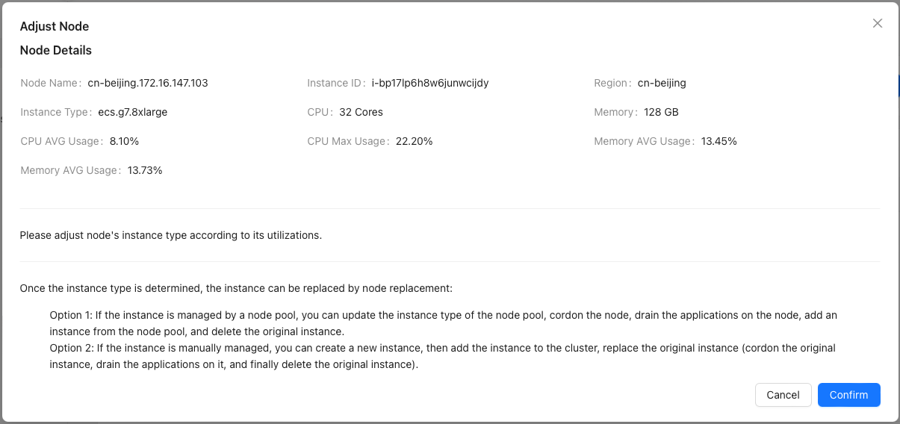 Adjust Node
Node Details
Node Name: cn-beijing.172.16.147.103 Instance ID: i-bp17lp6h8w6junwcijdy Region: cn-beijing
Instance Type: ecs.g7.8xlarge CPU: 32 Cores Memory: 128 GB
CPU AVG Usage: 8.10% CPU Max Usage: 22.20% Memory AVG Usage: 13.45%
Memory AVG Usage: 13.73%
Please adjust node's instance type according to its utilizations.
Once the instance type is determined, the instance can be replaced by node replacement:
Option 1: If the instance is managed by a node pool, you can update the instance type of the node pool, cordon the node, drain the applications on the node, add an
instance from the node pool, and delete the original instance.
Option 2: If the instance is manually managed, you can create a new instance, then add the instance to the cluster, replace the original instance (cordon the original
instance, drain the applications on it, and finally delete the original instance).
Cancel Confirm